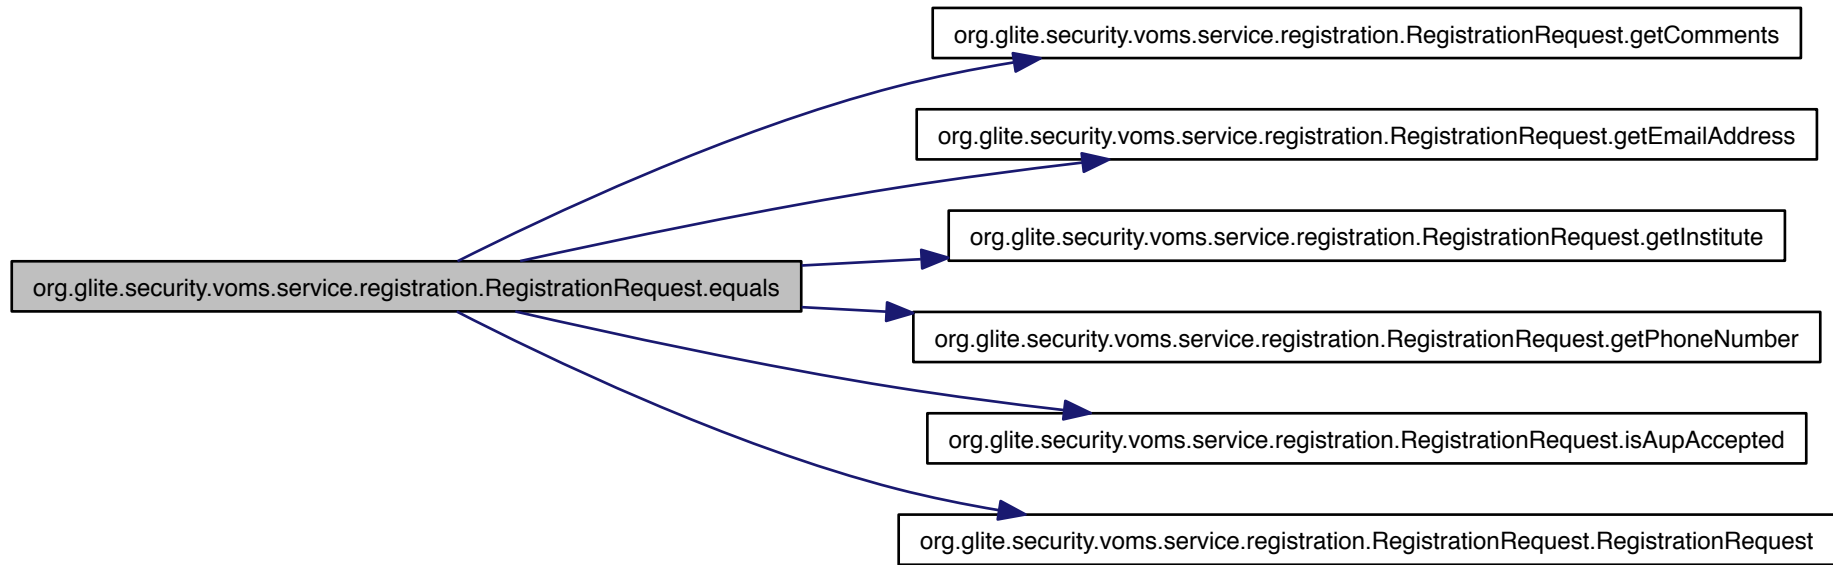 org.glite.security.voms.service.registration.RegistrationRequest.getComments
org.glite.security.voms.service.registration.RegistrationRequest.getEmailAddress
org.glite.security.voms.service.registration.RegistrationRequest.getInstitute
org.glite.security.voms.service.registration.RegistrationRequest.equals
org.glite.security.voms.service.registration.RegistrationRequest.getPhoneNumber
org.glite.security.voms.service.registration.RegistrationRequest.isAupAccepted
org.glite.security.voms.service.registration.RegistrationRequest.RegistrationRequest